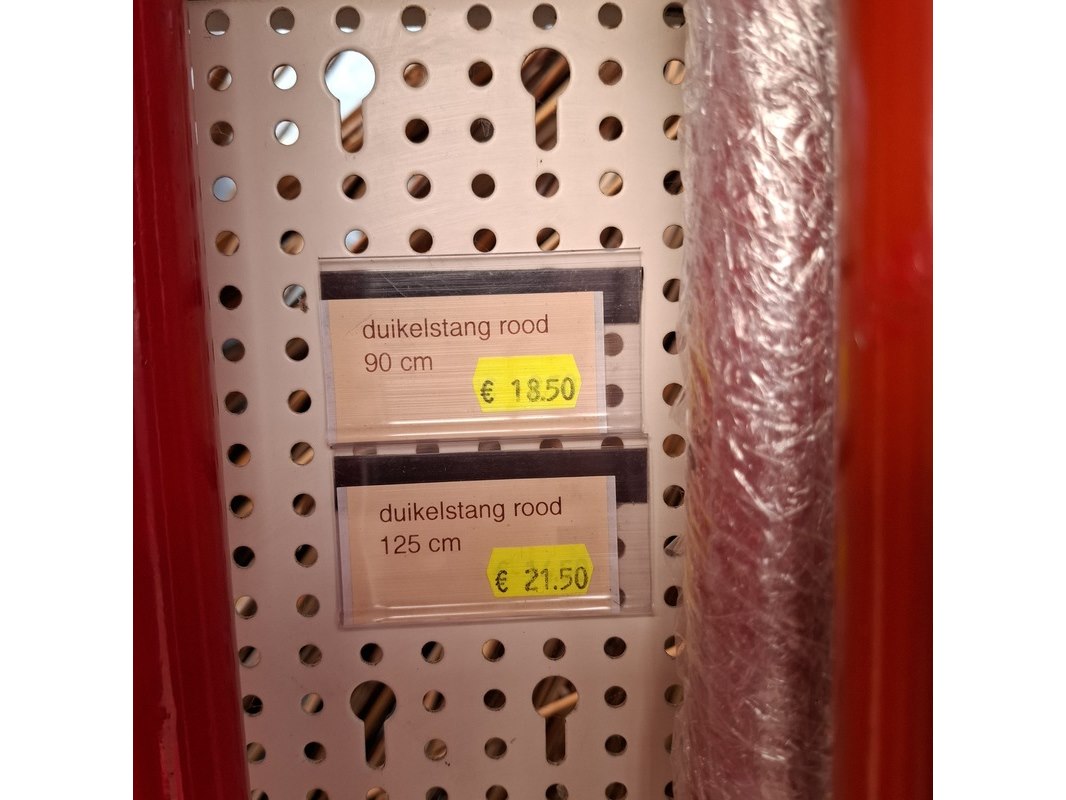 duikelstang rood
90 cm
€ 18.50
duikelstang rood
125 cm
€ 21.50